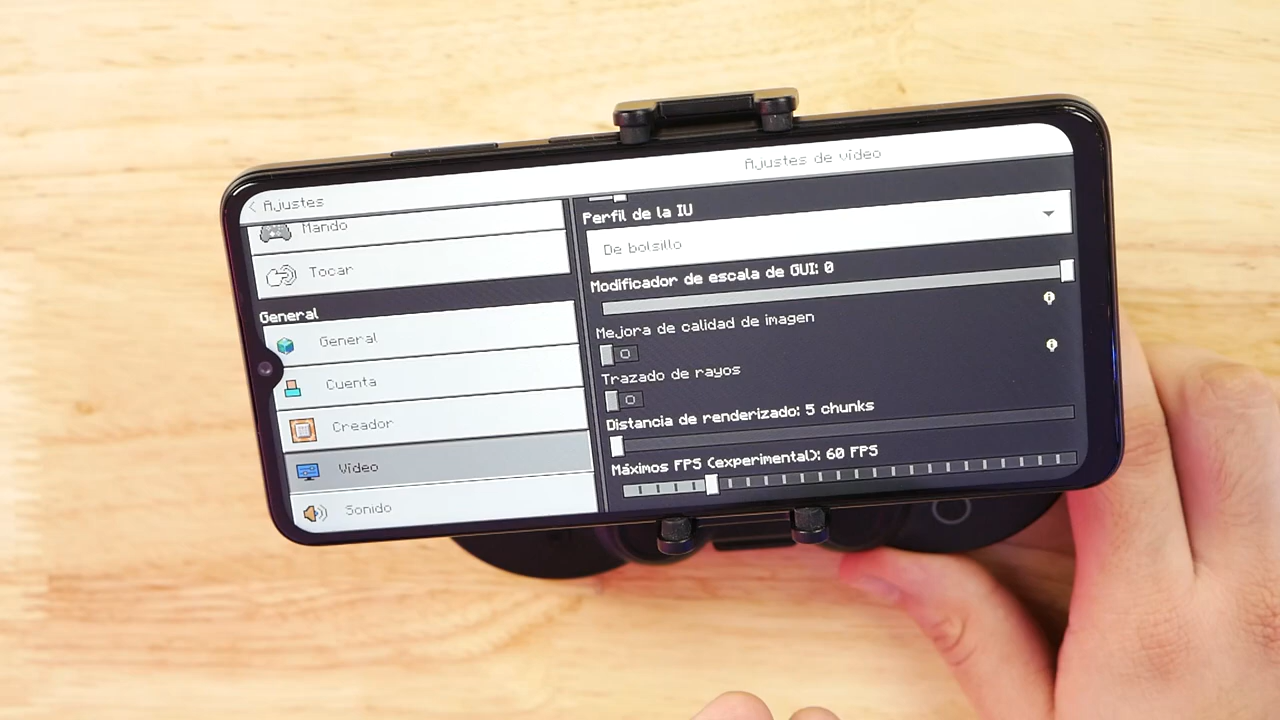 Ajustes
Ajustes de vídeo
Mando
Tocar
General
General
Cuenta
Creador
Vídeo
Sonido
Perfil de la IU
De bolsillo
Modificador de escala de GUI: 0
Mejora de calidad de imagen
Trazado de rayos
Distancia de renderizado: 5 chunks
Máximos FPS (experimental): 60 FPS